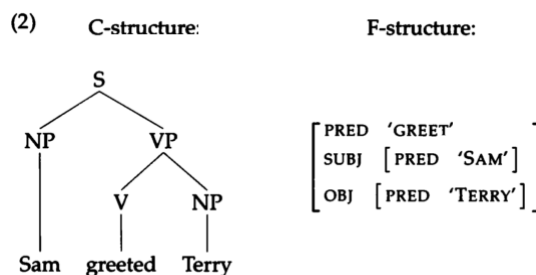 (2) C-structure: F-structure:
S
NP VP
V NP
Sam greeted Terry
[PRED 'GREET'
SUBJ [PRED 'SAM']
OBJ [PRED 'TERRY']]